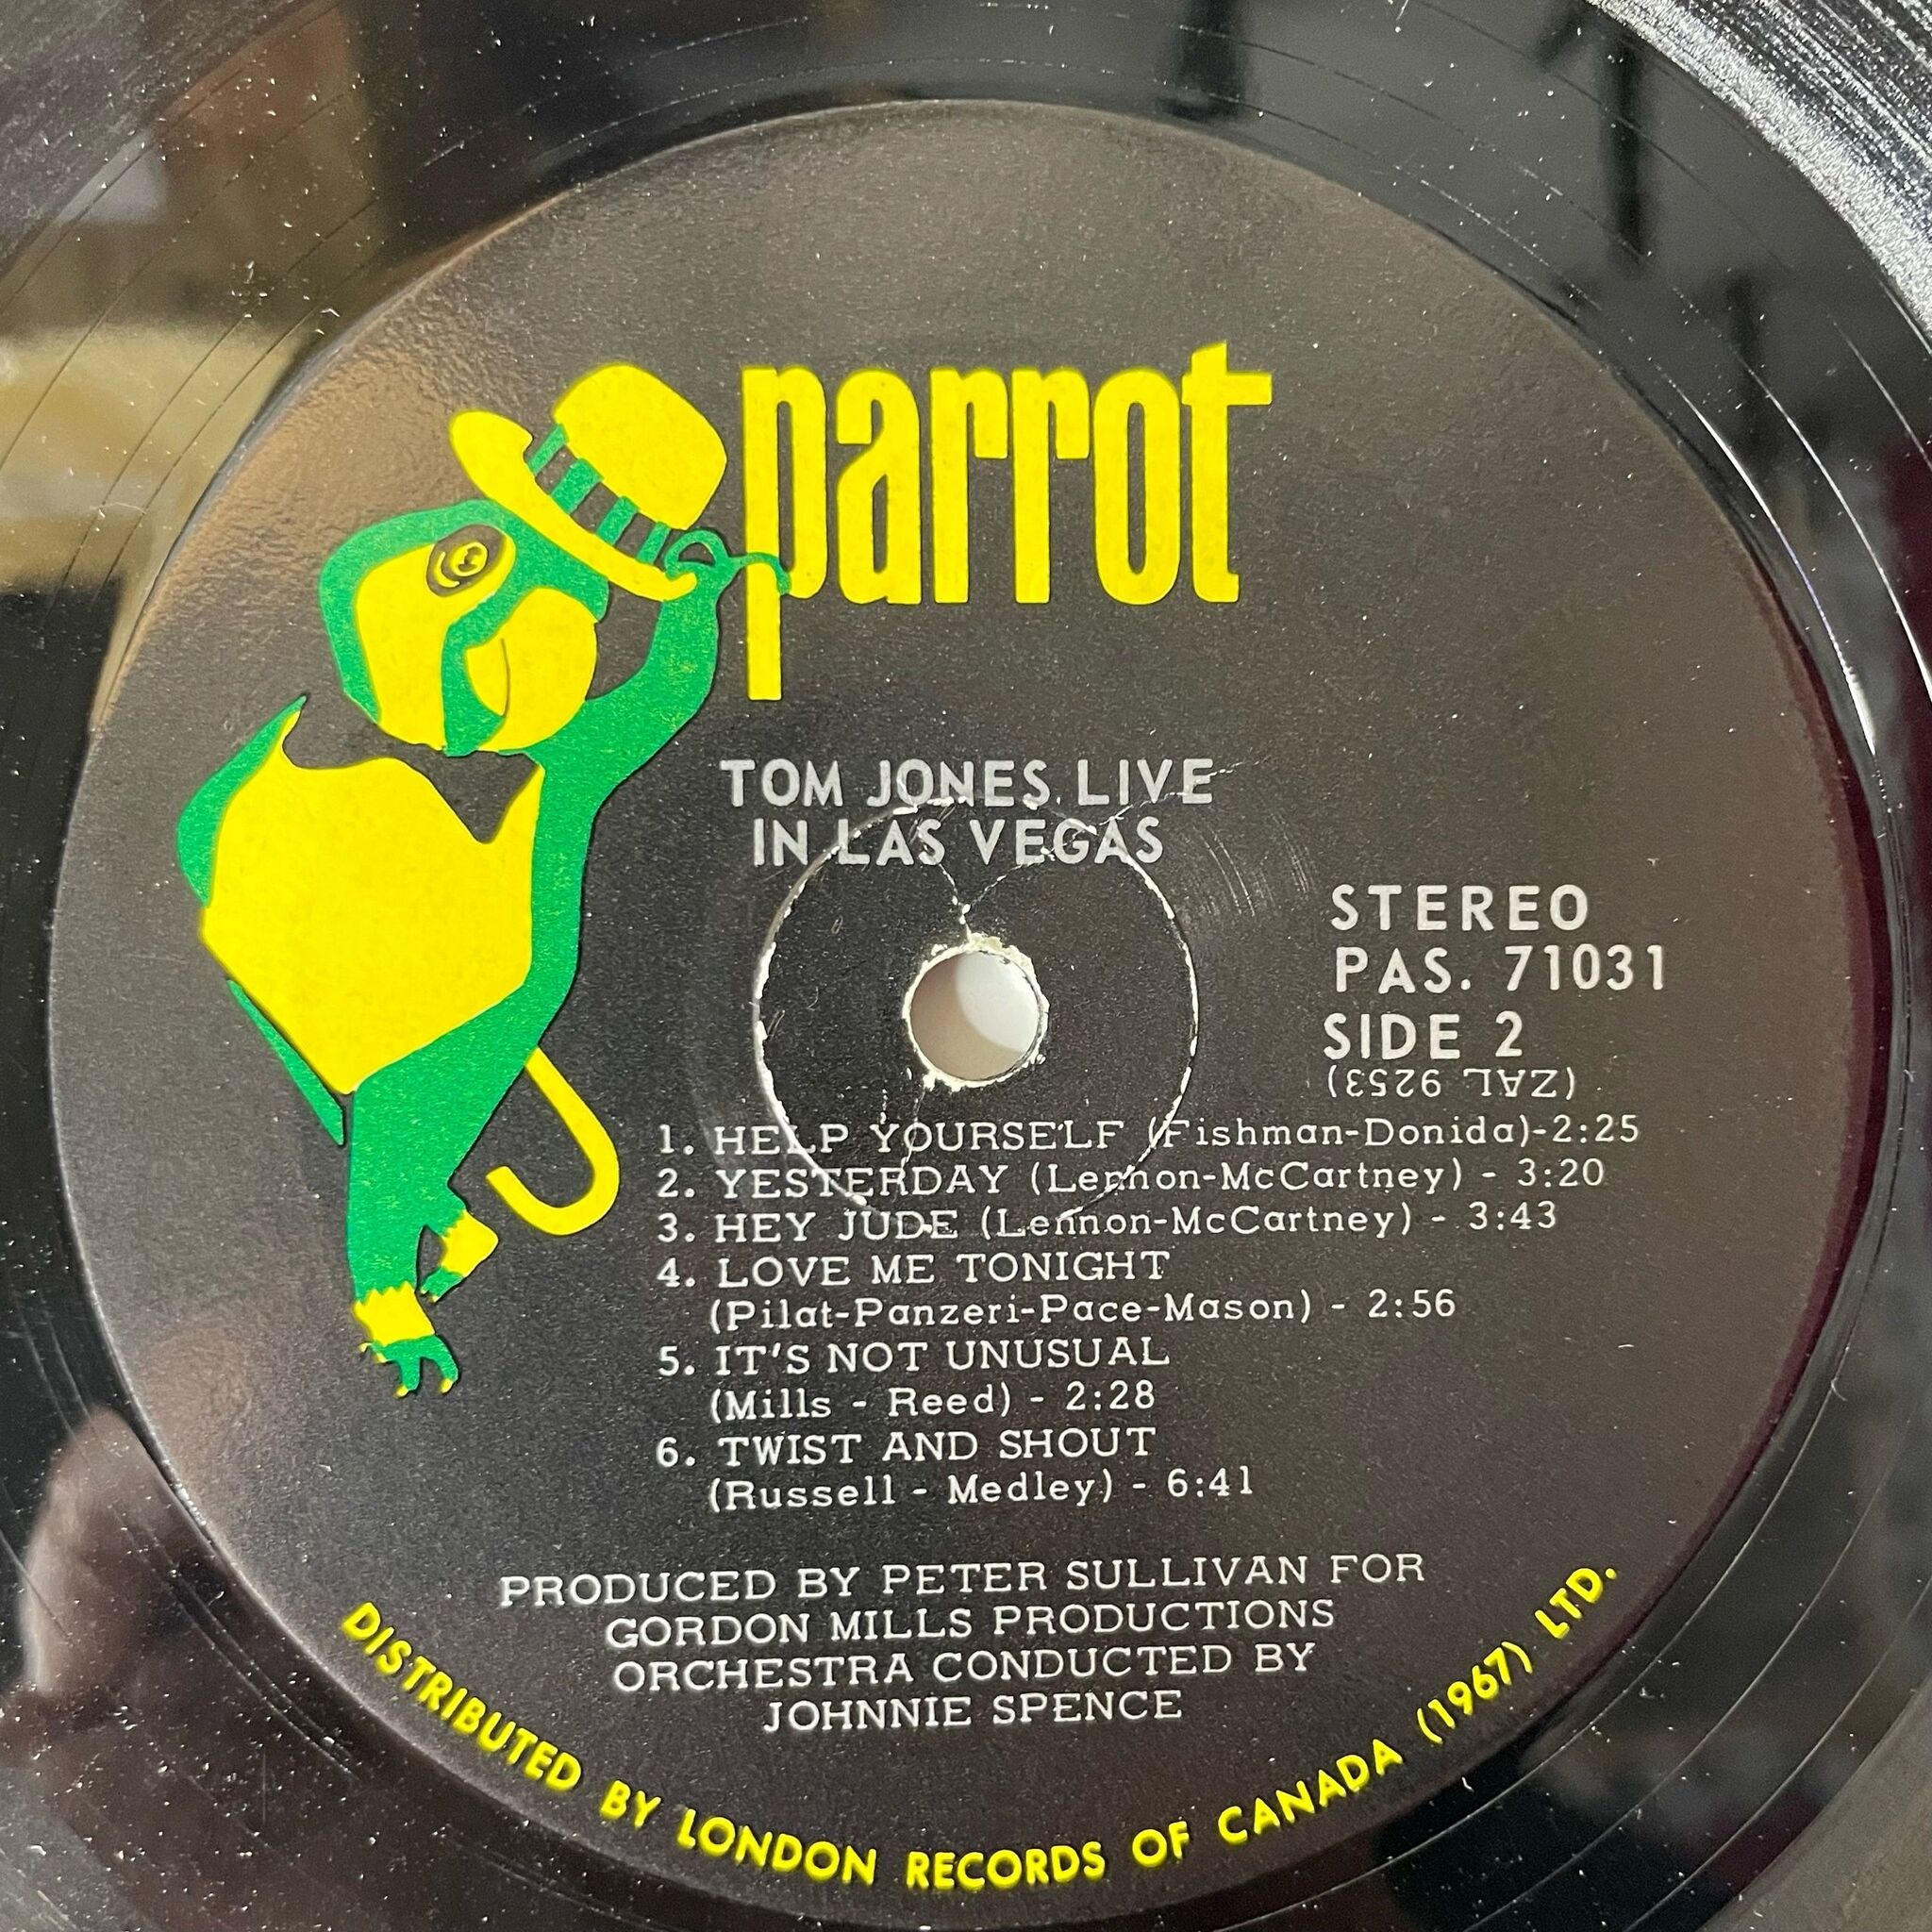 parrot
TOM JONES LIVE
IN LAS VEGAS
STEREO
PAS. 71031
SIDE 2
(ZAL 9253)
1. HELP YOURSELF (Fishman-Donida)-2:25
2. YESTERDAY (Lennon-McCartney) - 3:20
3. HEY JUDE (Lennon-McCartney) - 3:43
4. LOVE ME TONIGHT
(Pilat-Panzeri-Pace-Mason) - 2:56
5. IT'S NOT UNUSUAL
(Mills - Reed) - 2:28
6. TWIST AND SHOUT
(Russell - Medley) - 6:41
PRODUCED BY PETER SULLIVAN FOR
GORDON MILLS PRODUCTIONS
ORCHESTRA CONDUCTED BY
JOHNNIE SPENCE
DISTRIBUTED BY LONDON RECORDS OF CANADA (1967) LTD.